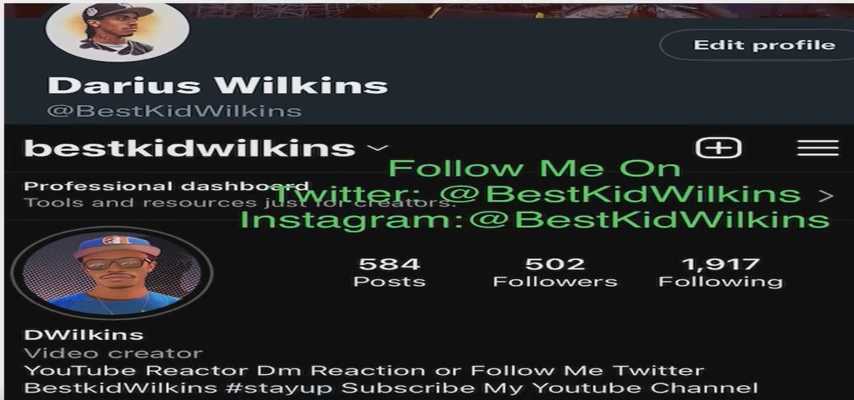 Edit profile
Darius Wilkins
@BestKidWilkins
bestkidwilkins
Follow Me On
Professional dashboard
Twitter: @BestKidWilkins
Tools and resources just for creators.
Instagram:@BestKidWilkins
584 502 1,917
Posts Followers Following
DWilkins
Video creator
YouTube Reactor Dm Reaction or Follow Me Twitter
BestkidWilkins #stayup Subscribe My Youtube Channel